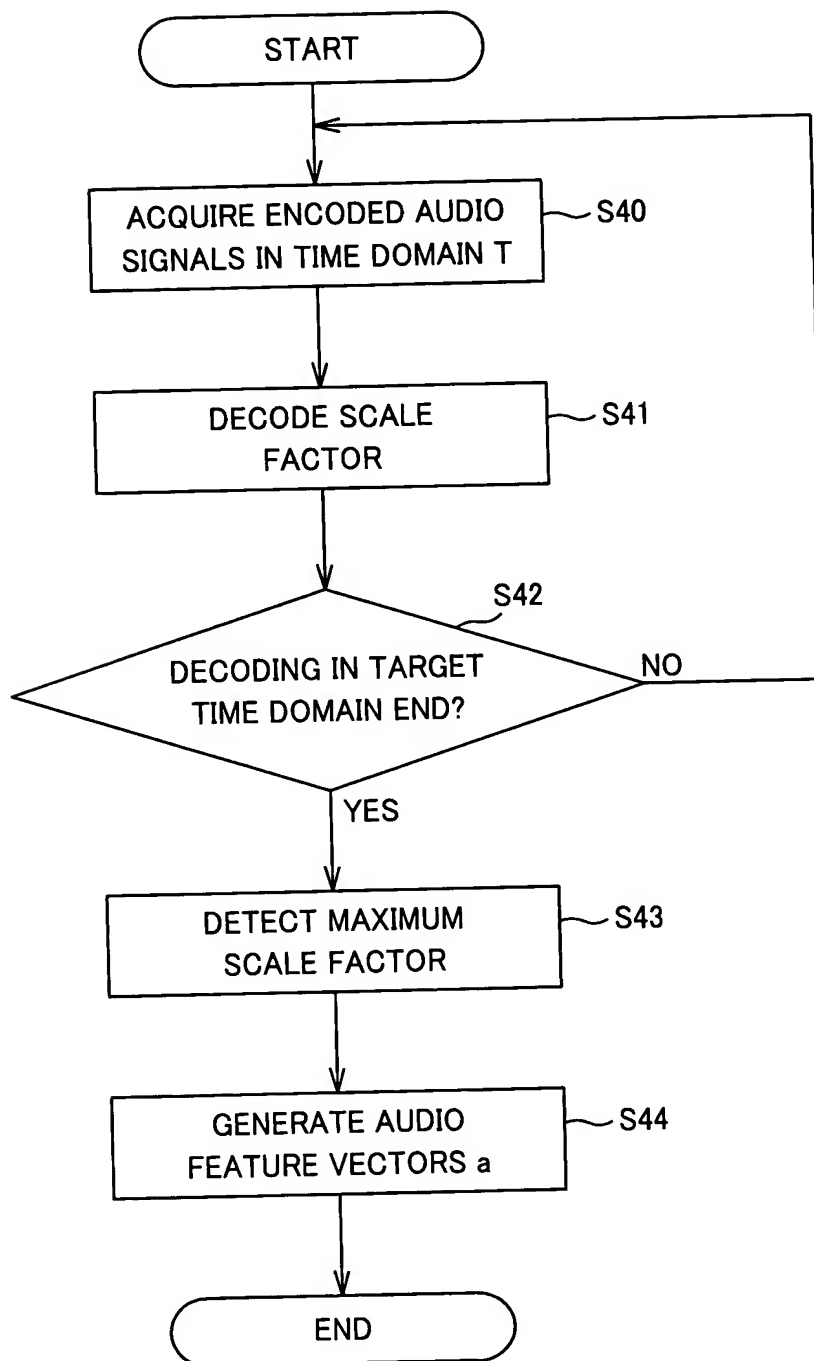 START
ACQUIRE ENCODED AUDIO
SIGNALS IN TIME DOMAIN T
S40
DECODE SCALE
FACTOR
S41
S42
DECODING IN TARGET
TIME DOMAIN END?
NO
YES
DETECT MAXIMUM
SCALE FACTOR
S43
GENERATE AUDIO
FEATURE VECTORS a
S44
END